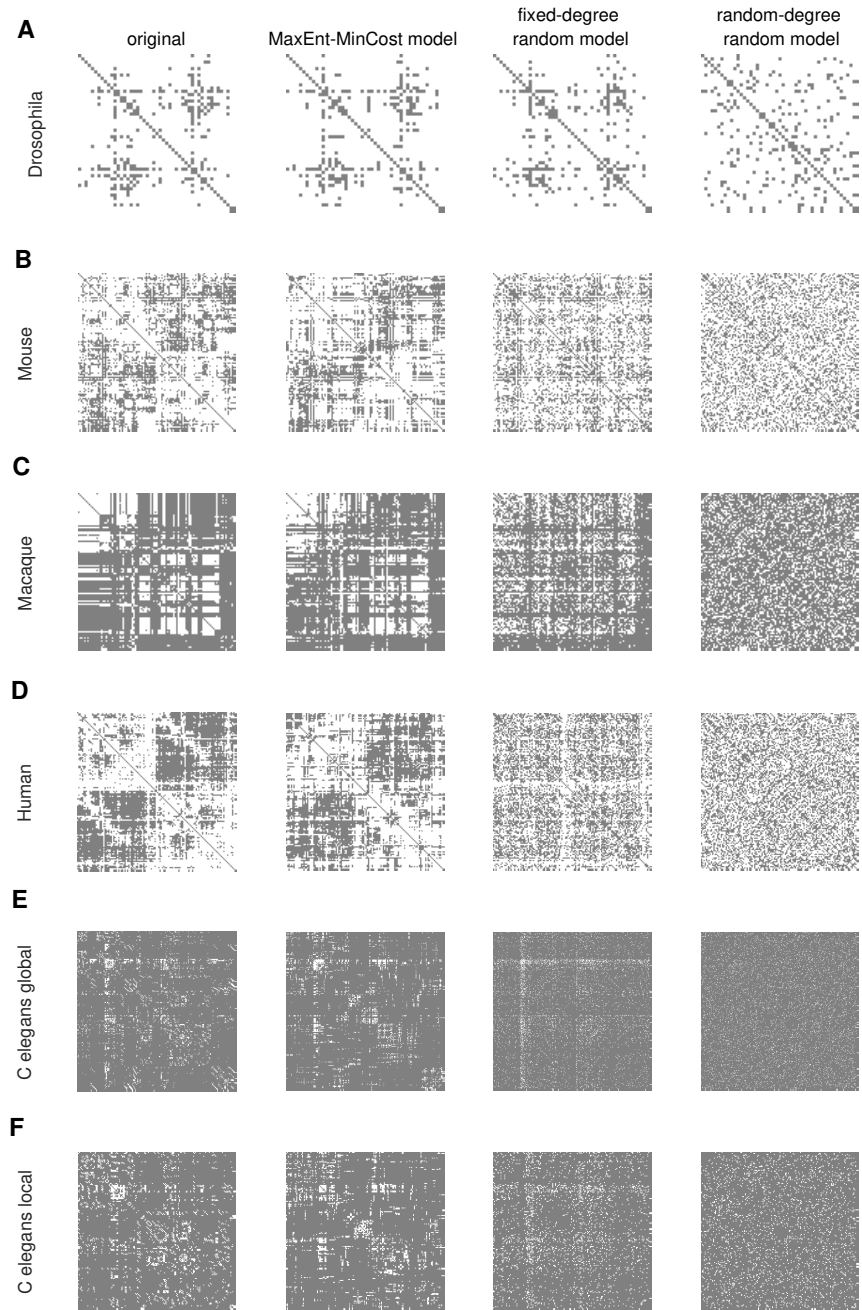 A
original
MaxEnt-MinCost model
fixed-degree
random model
random-degree
random model
Drosophila
B
Mouse
C
Macaque
D
Human
E
C elegans global
F
C elegans local